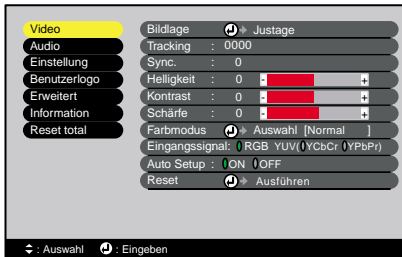 Video
Audio
Einstellung
Benutzerlogo
Erweitert
Information
Reset total
Bildlage Justage
Tracking : 0000
Sync. : 0
Helligkeit : 0 - +
Kontrast : 0 - +
Schärfe : 0 - +
Farbmodus Auswahl [Normal ]
Eingangssignal: RGB YUV( YCbCr YPbPr)
Auto Setup : ON OFF
Reset Ausführen
: Auswahl : Eingeben